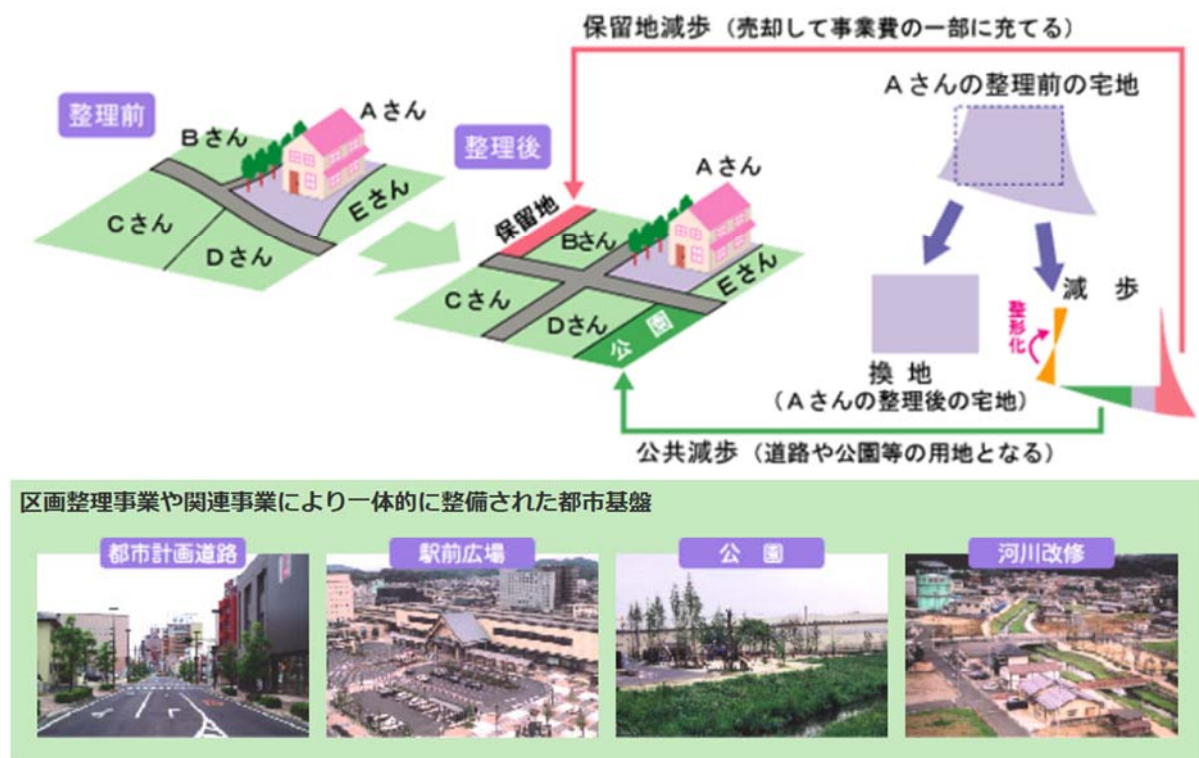 保留地減歩（売却して事業費の一部に充てる）
Aさんの整理前の宅地
整理前
Aさん
Bさん
Cさん
Dさん
Eさん
整理後
Aさん
保留地
Bさん
Cさん
Dさん
Eさん
公園
減　歩
整形化
換 地
（Aさんの整理後の宅地）
公共減歩（道路や公園等の用地となる）
区画整理事業や関連事業により一体的に整備された都市基盤
都市計画道路
駅前広場
公　園
河川改修